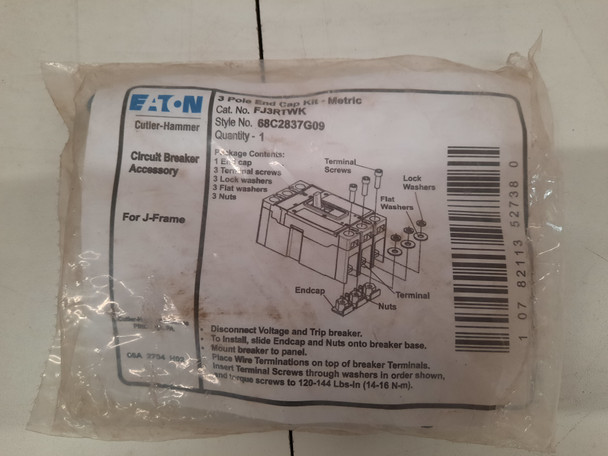 EATON
Cutler-Hammer
Circuit Breaker
Accessory
For J-Frame
3 Pole End Cap Kit - Metric
Cat. No. FJ3RTWK
Style No. 68C2837G09
Quantity - 1
Package Contents:
1 End cap
3 Terminal screws
3 Lock washers
3 Flat washers
3 Nuts
Terminal
Screws
Lock
Washers
Flat
Washers
Terminal
Nuts
Endcap
1 07 82113 52738 0
• Disconnect Voltage and Trip breaker.
• To Install, slide Endcap and Nuts onto breaker base.
• Mount breaker to panel.
Place Wire Terminations on top of breaker Terminals.
Insert Terminal Screws through washers in order shown,
and torque screws to 120-144 Lbs-In (14-16 N-m).